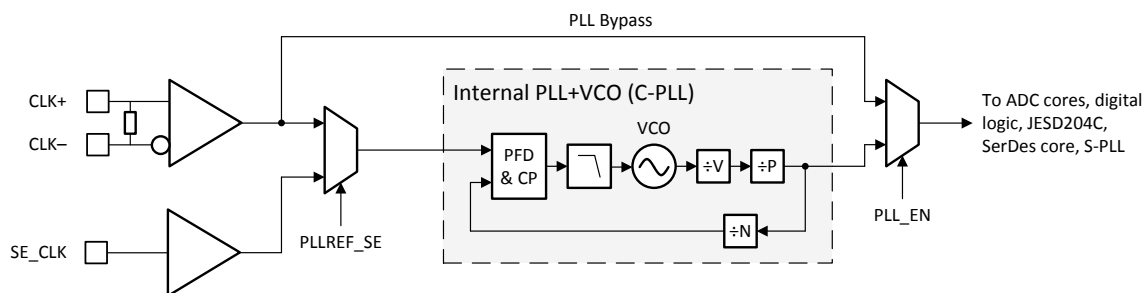 PLL Bypass
CLK+
CLK–
Internal PLL+VCO (C-PLL)
VCO
PFD
& CP
÷V
÷P
÷N
To ADC cores, digital
logic, JESD204C,
SerDes core, S-PLL
PLL_EN
PLLREF_SE
SE_CLK